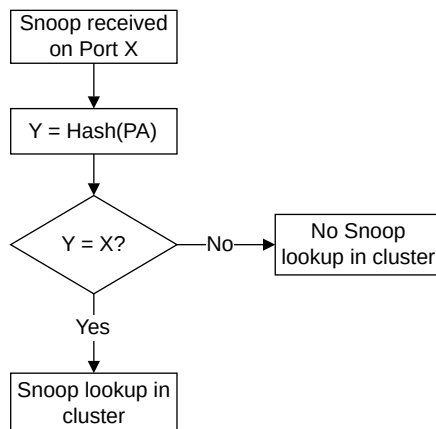 Snoop received
on Port X
Y = Hash(PA)
Y = X?
No
No Snoop
lookup in cluster
Yes
Snoop lookup in
cluster